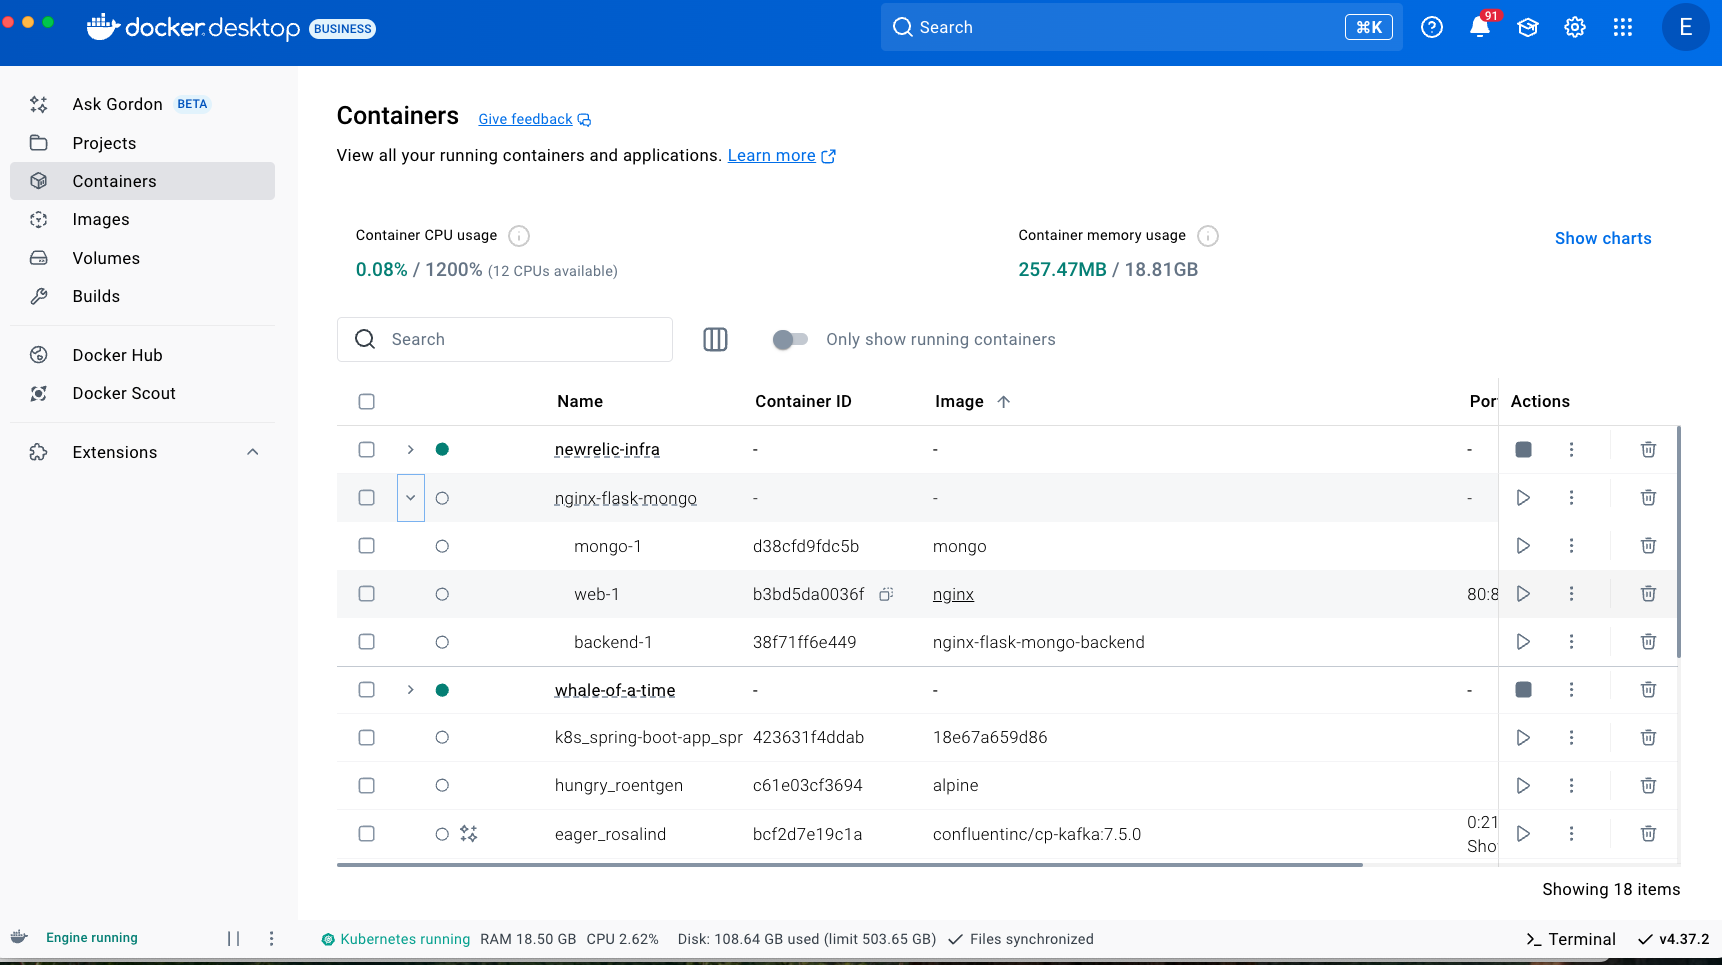 docker desktop BUSINESS
Search ⌘K
91
E
Ask Gordon BETA
Projects
Containers
Images
Volumes
Builds
Docker Hub
Docker Scout
Extensions
Containers Give feedback
View all your running containers and applications. Learn more
Container CPU usage
0.08% / 1200% (12 CPUs available)
Container memory usage
257.47MB / 18.81GB
Show charts
Search
Only show running containers
Name Container ID Image Por Actions
newrelic-infra - - -
nginx-flask-mongo - - -
mongo-1 d38cfd9fdc5b mongo
web-1 b3bd5da0036f nginx 80:8
backend-1 38f71ff6e449 nginx-flask-mongo-backend
whale-of-a-time - - -
k8s_spring-boot-app_spr 423631f4ddab 18e67a659d86
hungry_roentgen c61e03cf3694 alpine
eager_rosalind bcf2d7e19c1a confluentinc/cp-kafka:7.5.0 0:21
Sho
Showing 18 items
Engine running
Kubernetes running RAM 18.50 GB CPU 2.62% Disk: 108.64 GB used (limit 503.65 GB) Files synchronized
Terminal v4.37.2